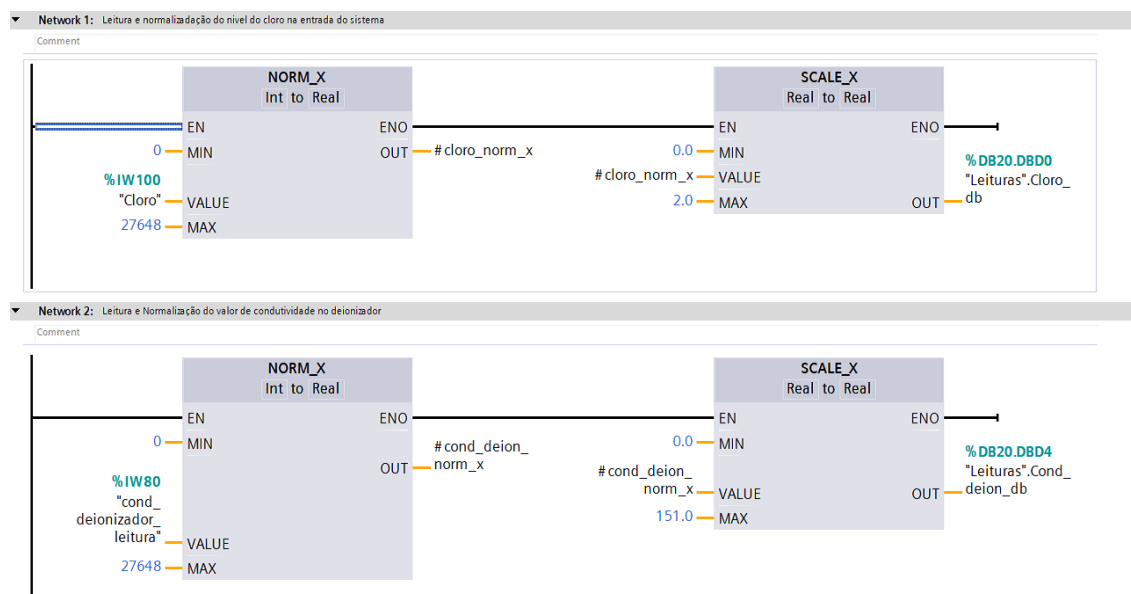 Network 1: Leitura e normalizadação do nivel do cloro na entrada do sistema
Comment
NORM_X
Int to Real
EN ENO
0 MIN OUT #cloro_norm_x
%IW100
"Cloro" VALUE
27648 MAX
SCALE_X
Real to Real
EN ENO
0.0 MIN
#cloro_norm_x VALUE
2.0 MAX OUT
%DB20.DBD0
"Leituras".Cloro_
db
Network 2: Leitura e Normalização do valor de condutividade no deionizador
Comment
NORM_X
Int to Real
EN ENO
0 MIN
OUT
#cond_deion_
norm_x
%IW80
"cond_
deionizador_
leitura" VALUE
27648 MAX
SCALE_X
Real to Real
EN ENO
0.0 MIN
#cond_deion_
norm_x VALUE OUT
151.0 MAX
%DB20.DBD4
"Leituras".Cond_
deion_db